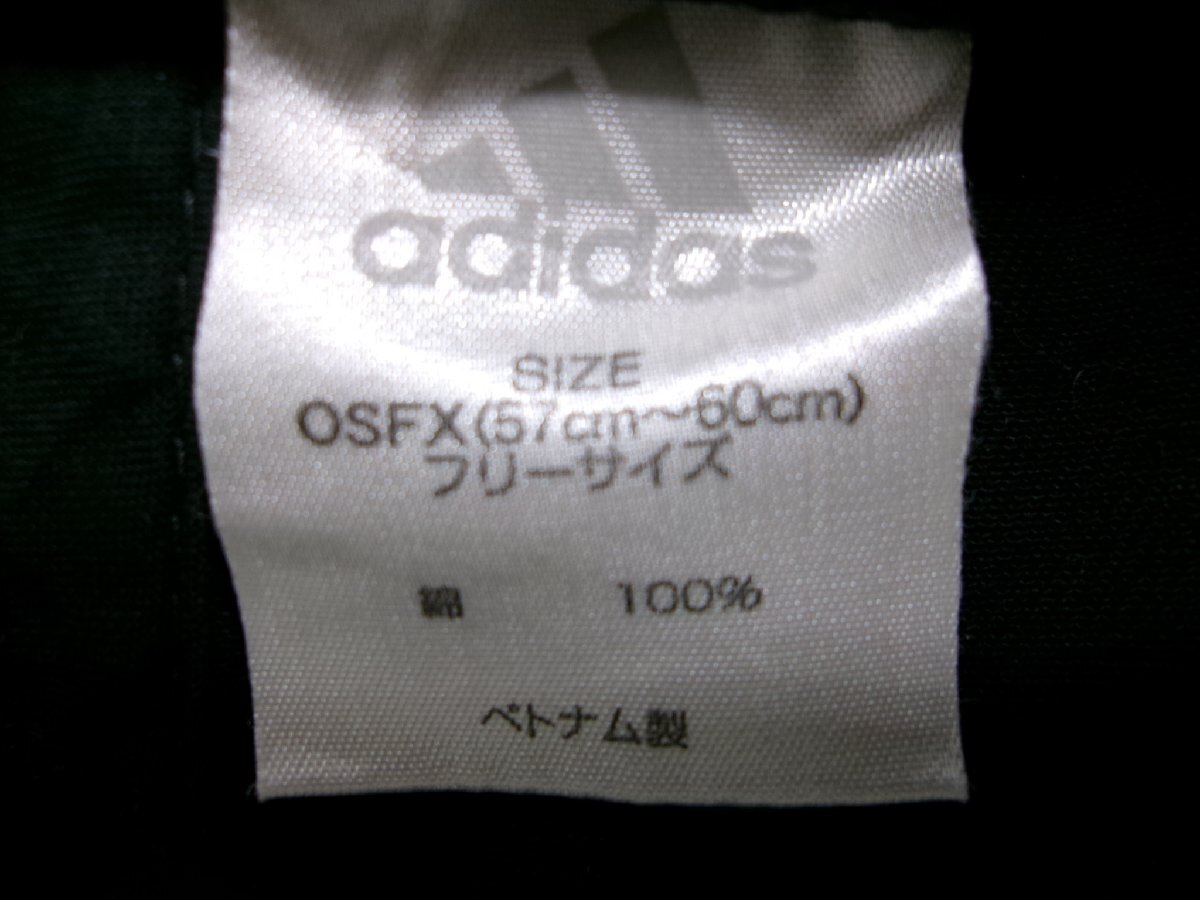 adidas
SIZE
OSFX(57cm～60cm)
フリーサイズ
綿 100%
ベトナム製